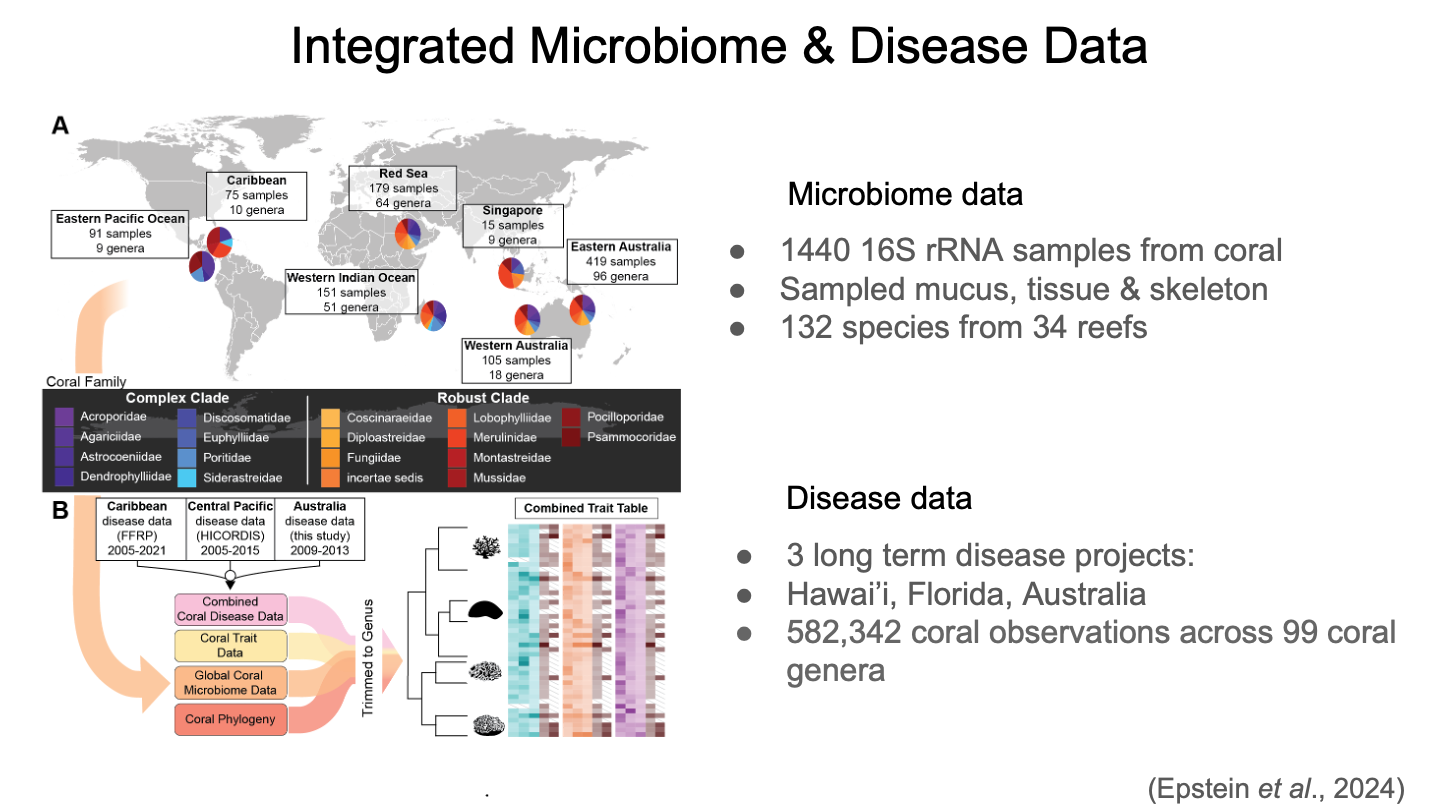 Integrated Microbiome & Disease Data
A
Caribbean
75 samples
10 genera
Red Sea
179 samples
64 genera
Eastern Pacific Ocean
91 samples
9 genera
Singapore
15 samples
9 genera
Eastern Australia
419 samples
96 genera
Western Indian Ocean
151 samples
51 genera
Western Australia
105 samples
18 genera
Coral Family
Complex Clade
Acroporidae
Agariciidae
Astrocoeniidae
Dendrophylliidae
Discosomatidae
Euphylliidae
Poritidae
Siderastreidae
Robust Clade
Coscinaraeidae
Diploastreidae
Fungiidae
incertae sedis
Lobophylliidae
Merulinidae
Montastreidae
Mussidae
Pocilloporidae
Psammocoridae
B
Caribbean
disease data
(FFRP)
2005-2021
Central Pacific
disease data
(HICORDIS)
2005-2015
Australia
disease data
(this study)
2009-2013
Combined
Coral Disease Data
Coral Trait
Data
Global Coral
Microbiome Data
Coral Phylogeny
Trimmed to Genus
Combined Trait Table
Microbiome data
● 1440 16S rRNA samples from coral
● Sampled mucus, tissue & skeleton
● 132 species from 34 reefs
Disease data
● 3 long term disease projects:
● Hawai’i, Florida, Australia
● 582,342 coral observations across 99 coral
genera
(Epstein et al., 2024)
.